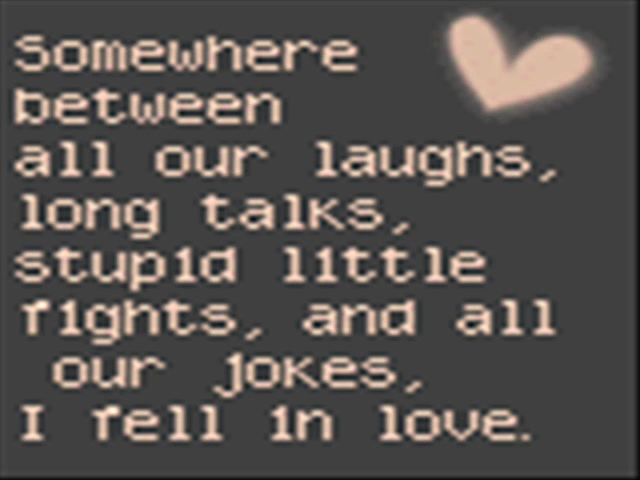 Somewhere
between
all our laughs,
long talks,
stupid little
fights, and all
our jokes,
I fell in love.